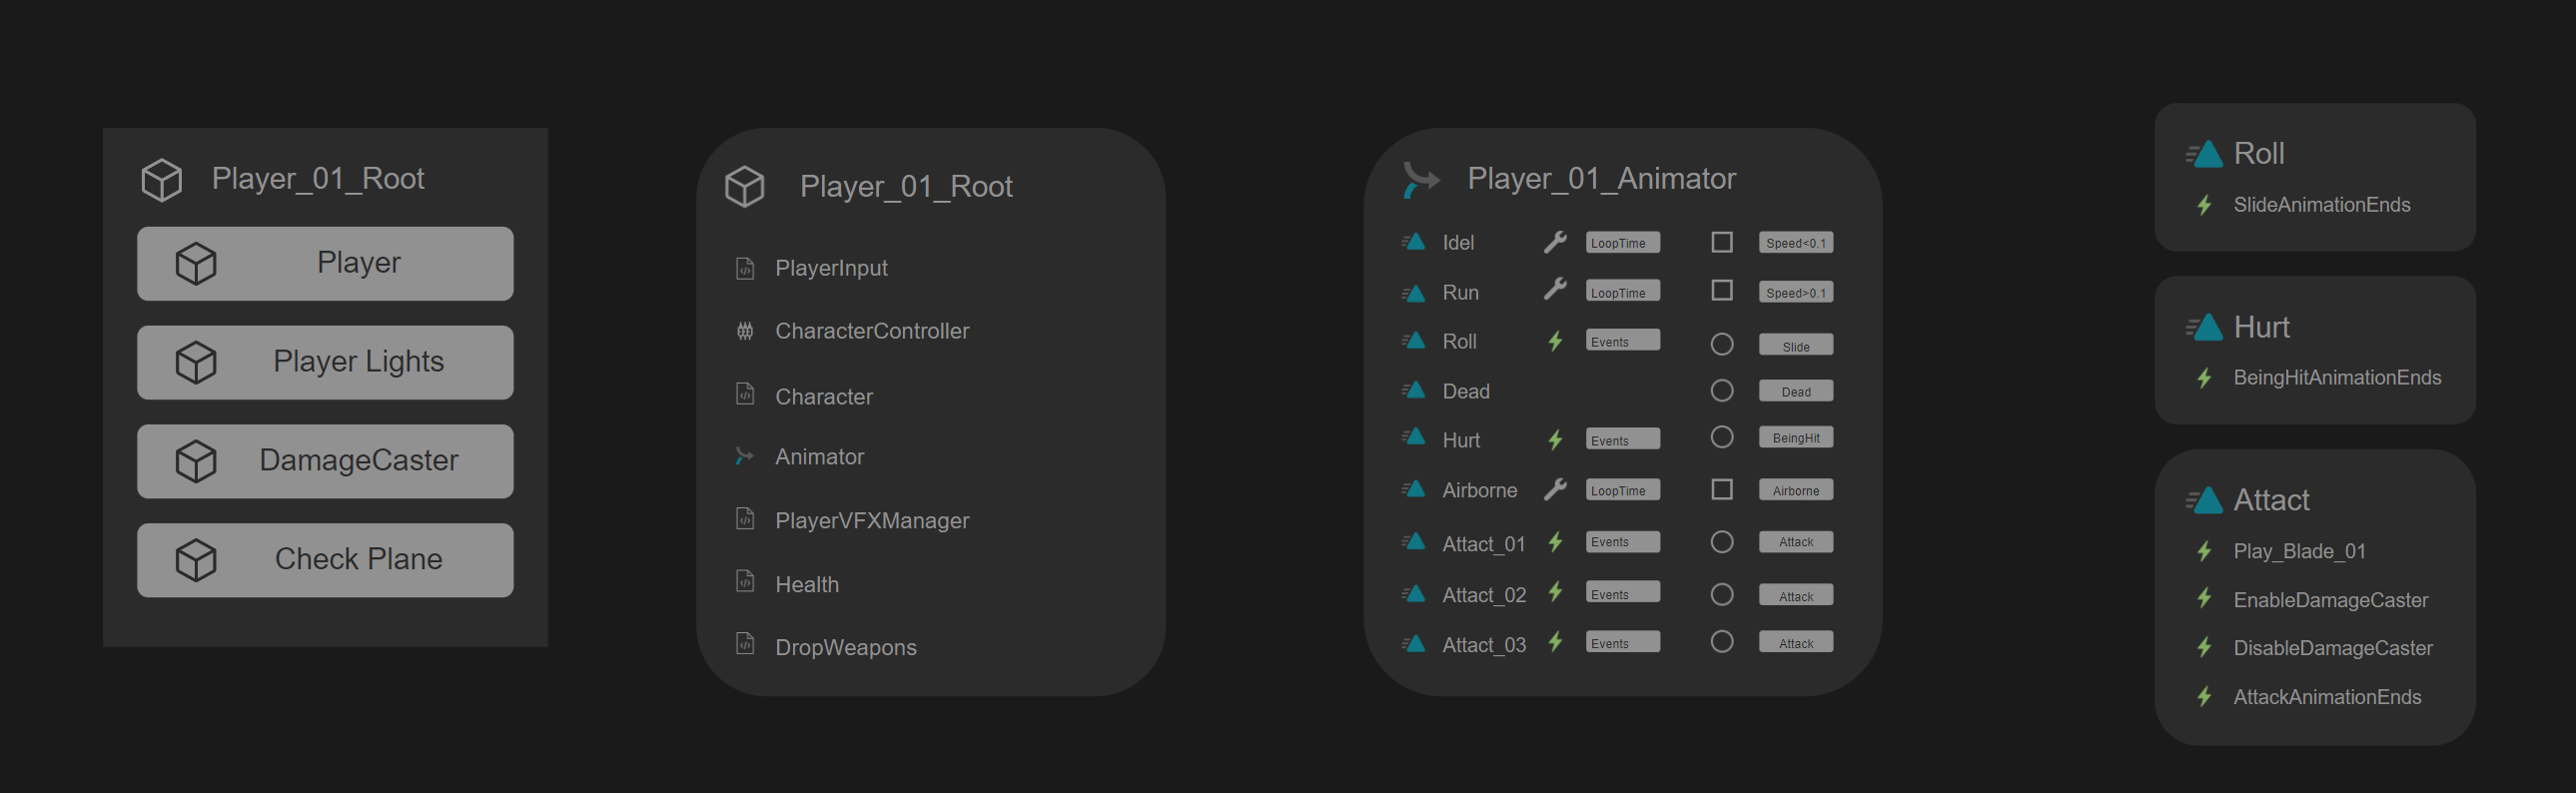 Player_01_Root
Player
Player Lights
DamageCaster
Check Plane
Player_01_Root
PlayerInput
CharacterController
Character
Animator
PlayerVFXManager
Health
DropWeapons
Player_01_Animator
Idel LoopTime Speed<0.1
Run LoopTime Speed>0.1
Roll Events Slide
Dead Dead
Hurt Events BeingHit
Airborne LoopTime Airborne
Attact_01 Events Attack
Attact_02 Events Attack
Attact_03 Events Attack
Roll
SlideAnimationEnds
Hurt
BeingHitAnimationEnds
Attact
Play_Blade_01
EnableDamageCaster
DisableDamageCaster
AttackAnimationEnds